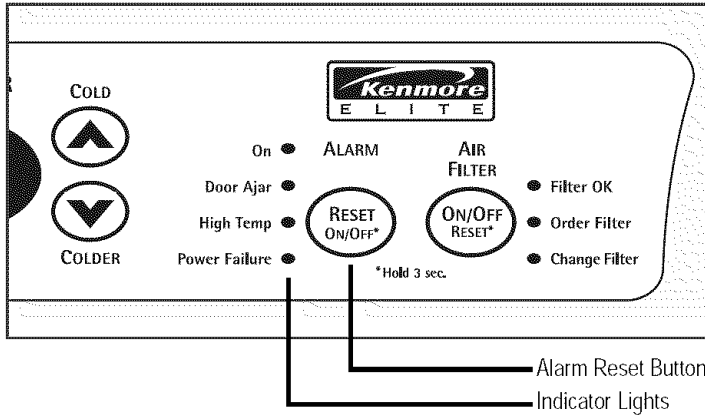 COLD
COLDER
Kenmore
ELITE
On
Door Ajar
High Temp
Power Failure
ALARM
RESET
ON/OFF*
AIR
FILTER
ON/OFF
RESET*
*Hold 3 sec.
Filter OK
Order Filter
Change Filter
Alarm Reset Button
Indicator Lights